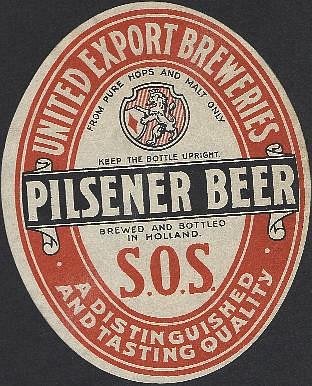 UNITED EXPORT BREWERIES
FROM PURE HOPS AND MALT ONLY
KEEP THE BOTTLE UPRIGHT.
PILSENER BEER
BREWED AND BOTTLED
IN HOLLAND.
S.O.S.
A DISTINGUISHED
AND TASTING QUALITY